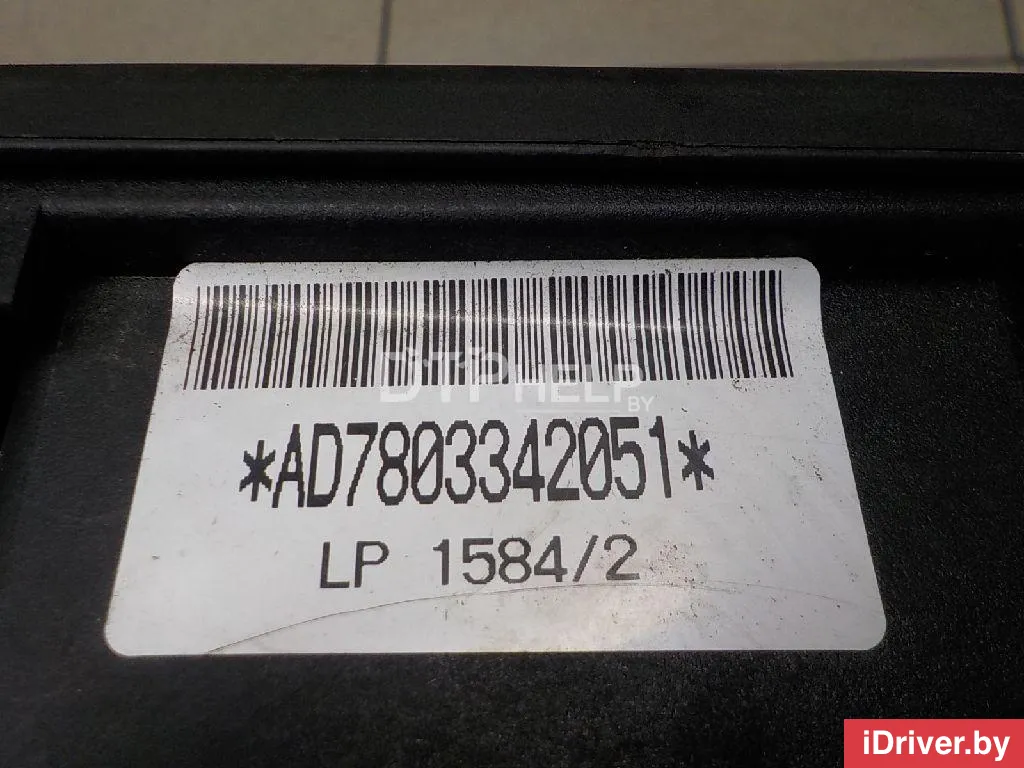 DTP HELP
BY
*AD7803342051*
LP 1584/2
iDriver.by